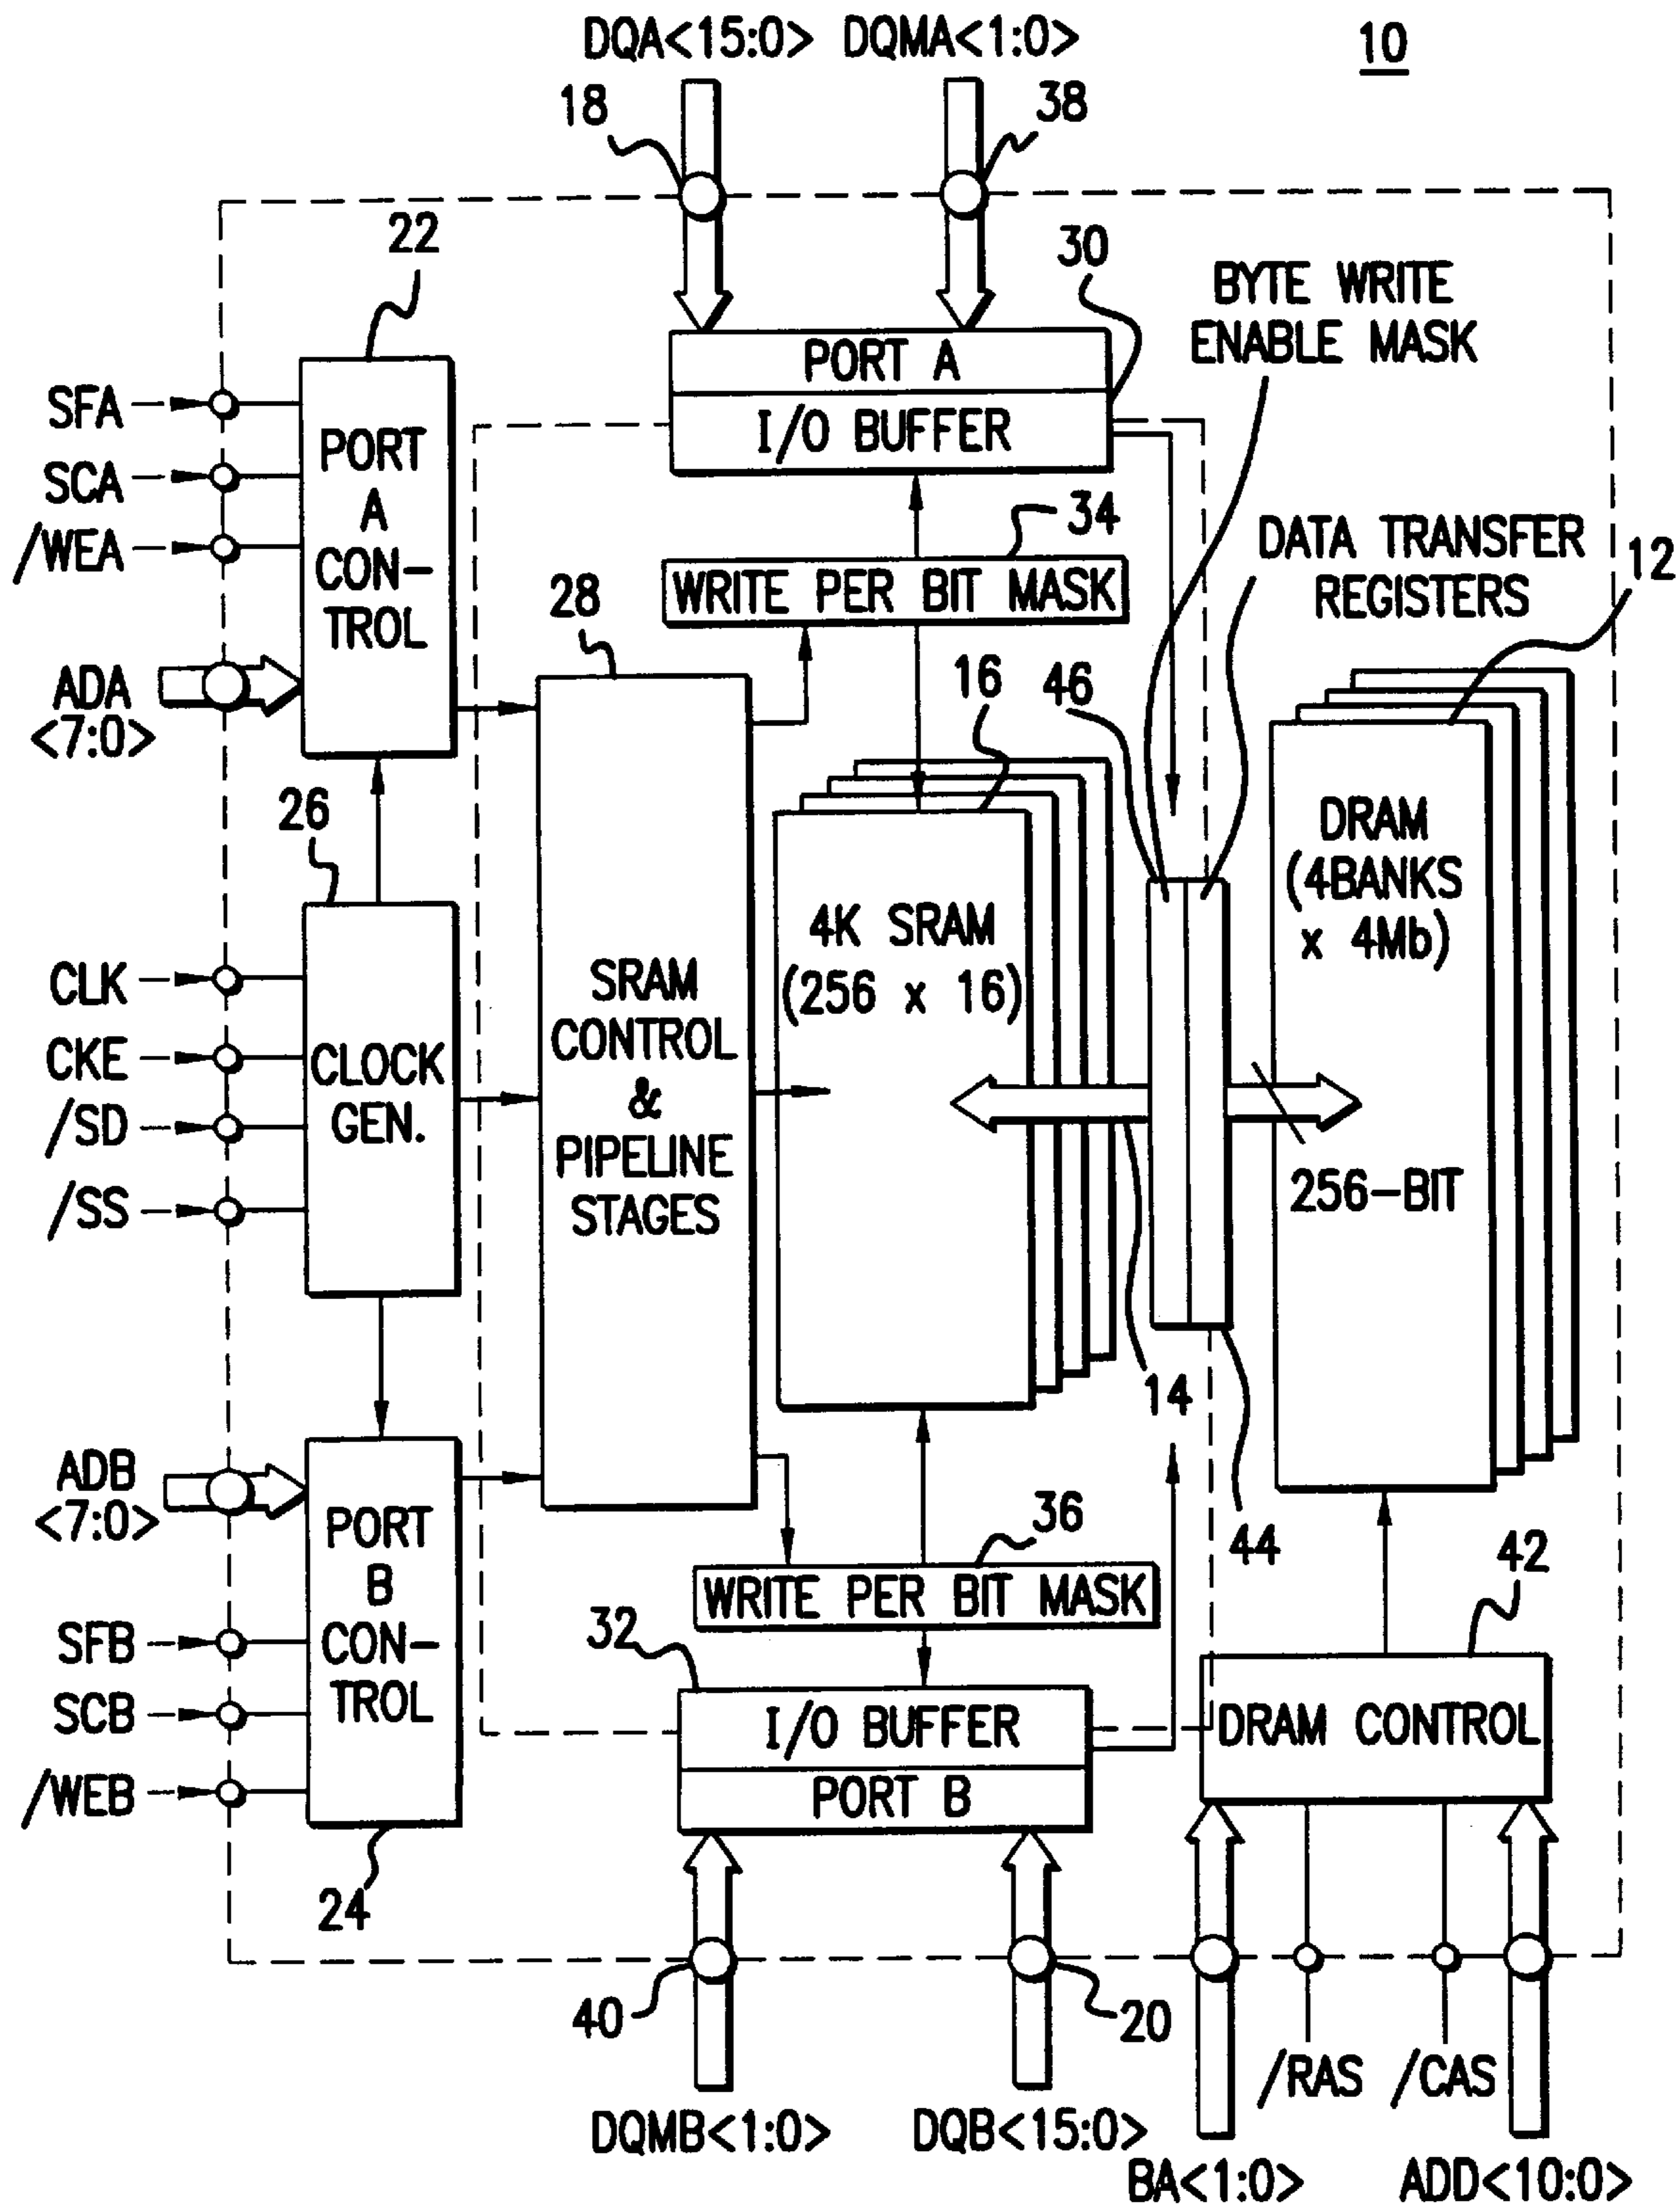 DQA<15:0> DQMA<1:0>
10
18
38
22
30
BYTE WRITE
ENABLE MASK
PORT A
I/O BUFFER
SFA
SCA
/WEA
PORT
A
CON-
TROL
34
WRITE PER BIT MASK
DATA TRANSFER
REGISTERS
12
28
ADA
<7:0>
16
46
26
DRAM
(4BANKS
x 4Mb)
4K SRAM
(256 x 16)
SRAM
CONTROL
&
PIPELINE
STAGES
CLK
CKE
/SD
/SS
CLOCK
GEN.
256-BIT
14
ADB
<7:0>
PORT
B
CON-
TROL
36
44
42
WRITE PER BIT MASK
32
SFB
SCB
/WEB
I/O BUFFER
PORT B
DRAM CONTROL
24
40
20
/RAS /CAS
DQMB<1:0>
DQB<15:0>
BA<1:0>
ADD<10:0>